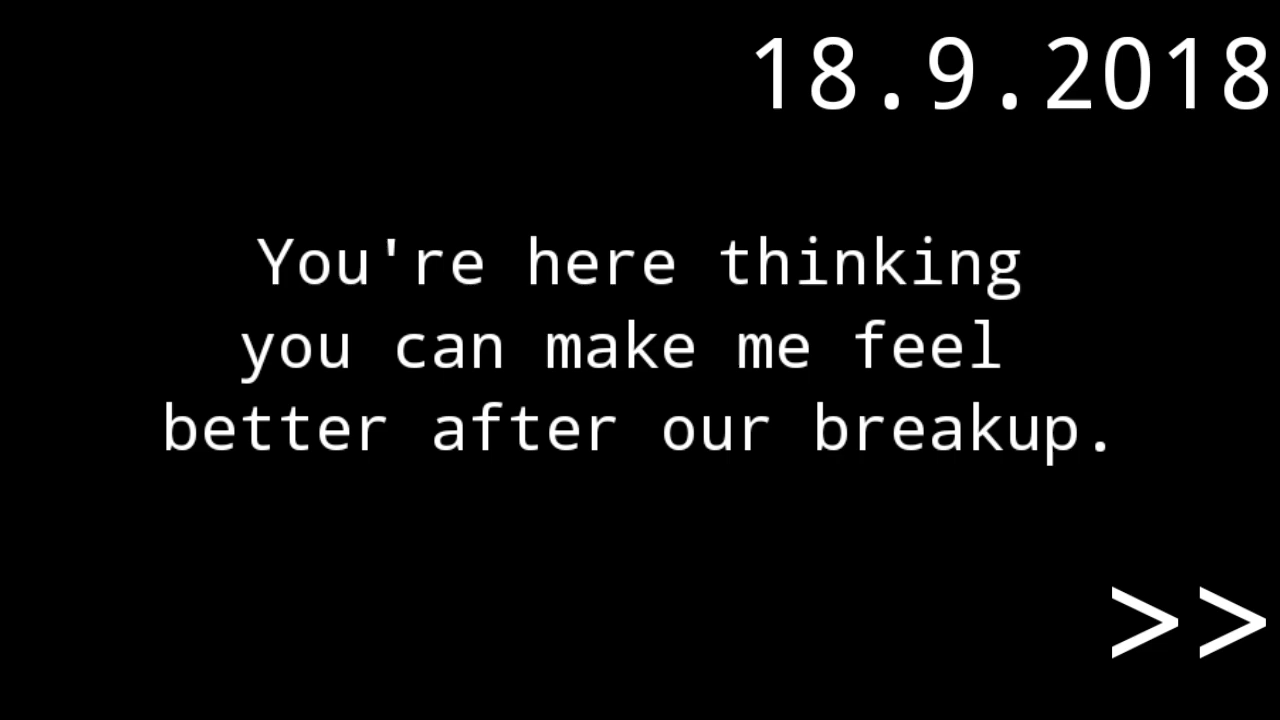 18.9.2018
You're here thinking
you can make me feel
better after our breakup.
>>